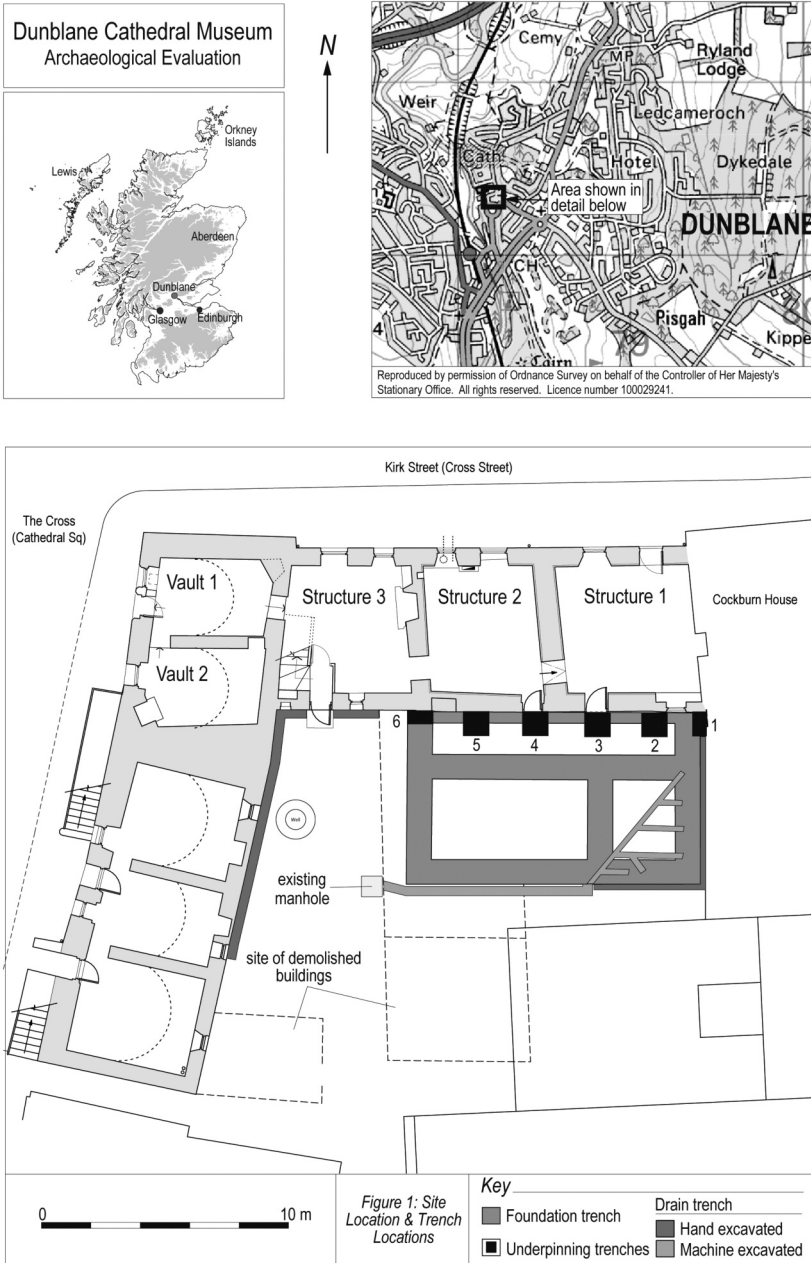 Dunblane Cathedral Museum
Archaeological Evaluation
N
Orkney
Islands
Lewis
Aberdeen
Dunblane
Glasgow
Edinburgh
Cemy
MP
Ryland
Lodge
Weir
Ledcameroch
Cath
Hotel
Dykedale
Area shown in
detail below
DUNBLANE
CH
Pisgah
4
Kippe
Cairn
Reproduced by permission of Ordnance Survey on behalf of the Controller of Her Majesty's
Stationary Office. All rights reserved. Licence number 100029241.
Kirk Street (Cross Street)
The Cross
(Cathedral Sq)
Vault 1
Structure 3
Structure 2
Structure 1
Cockburn House
Vault 2
6
5
4
3
2
1
Well
existing
manhole
site of demolished
buildings
0
10 m
Figure 1: Site
Location & Trench
Locations
Key
Foundation trench
Underpinning trenches
Drain trench
Hand excavated
Machine excavated